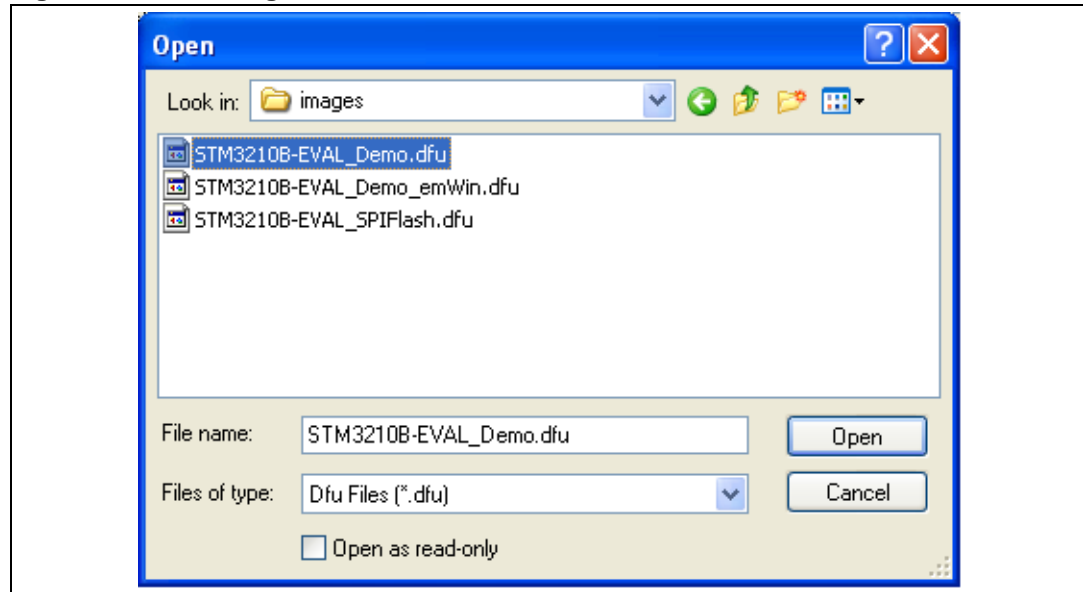 Open
Look in: images
STM3210B-EVAL_Demo.dfu
STM3210B-EVAL_Demo_emWin.dfu
STM3210B-EVAL_SPIFlash.dfu
File name: STM3210B-EVAL_Demo.dfu Open
Files of type: Dfu Files (*.dfu) Cancel
Open as read-only